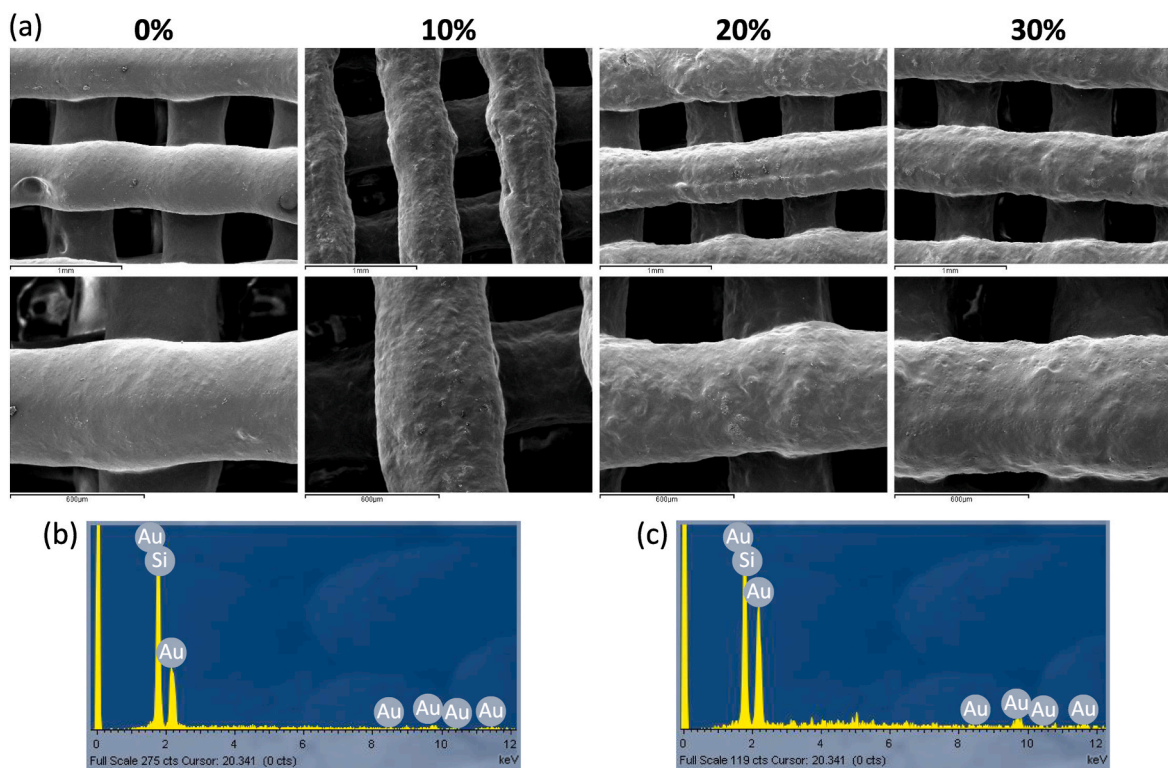 (a) 0% 10% 20% 30%
1mm 1mm 1mm 1mm
600μm 600μm 600μm 600μm
(b)
Au
Si
Au
Au Au Au Au
0 2 4 6 8 10 12
Full Scale 275 cts Cursor: 20.341 (0 cts) keV
(c)
Au
Si
Au
Au Au Au Au
0 2 4 6 8 10 12
Full Scale 119 cts Cursor: 20.341 (0 cts) keV